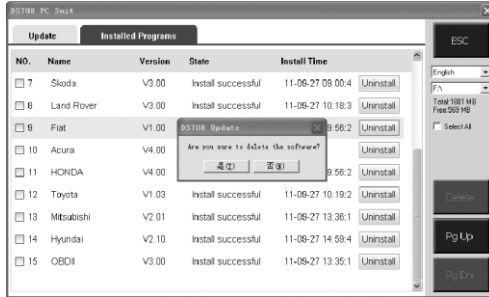 DST08 PC Suit
Update Installed Programs
NO. Name Version State Install Time
7 Skoda V3.00 Install successful 11-09-27 09:00:4 Uninstall
8 Land Rover V3.00 Install successful 11-09-27 10:18:3 Uninstall
9 Fiat V1.00 9:56:2 Uninstall
10 Acura V4.00 Uninstall
11 HONDA V4.00 9:56:2 Uninstall
12 Toyota V1.03 Install successful 11-09-27 10:19:2 Uninstall
13 Mitsubishi V2.01 Install successful 11-09-27 13:36:1 Uninstall
14 Hyundai V2.10 Install successful 11-09-27 14:59:4 Uninstall
15 OBDII V3.00 Install successful 11-09-27 13:35:1 Uninstall
DST08 Update
Are you sure to delate the software?
是(Y) 否(N)
ESC
English
F:\
Total:1881 MB
Free:569 MB
Select All
Delete
Pg Up
Pg Dn